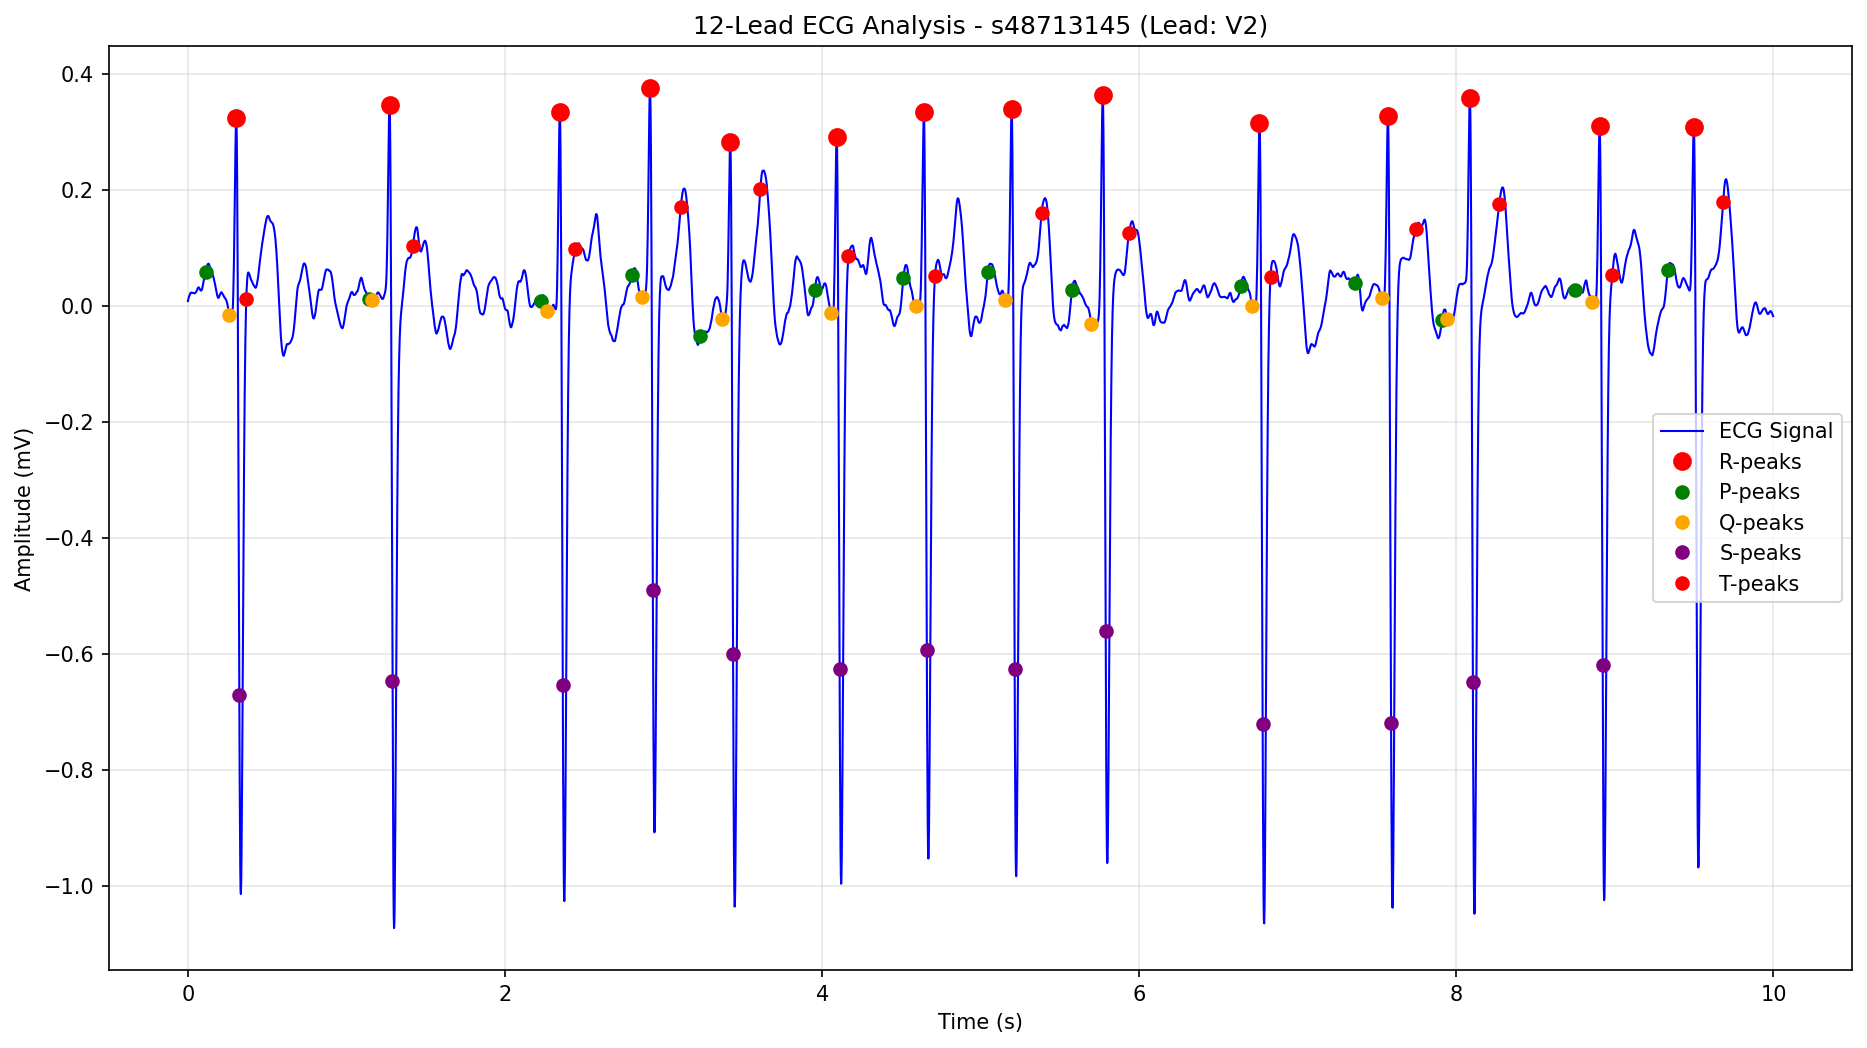 12-Lead ECG Analysis - s48713145 (Lead: V2)
0.4
0.2
0.0
−0.2
−0.4
−0.6
−0.8
−1.0
Amplitude (mV)
ECG Signal
R-peaks
P-peaks
Q-peaks
S-peaks
T-peaks
0 2 4 6 8 10
Time (s)